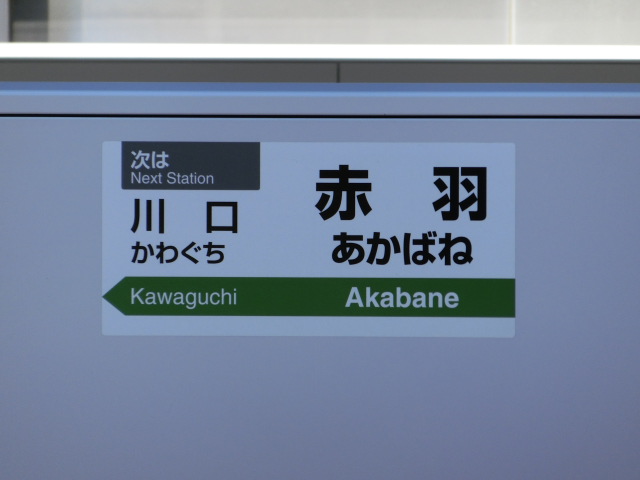 次は
Next Station
川 口
かわぐち
Kawaguchi
赤 羽
あかばね
Akabane